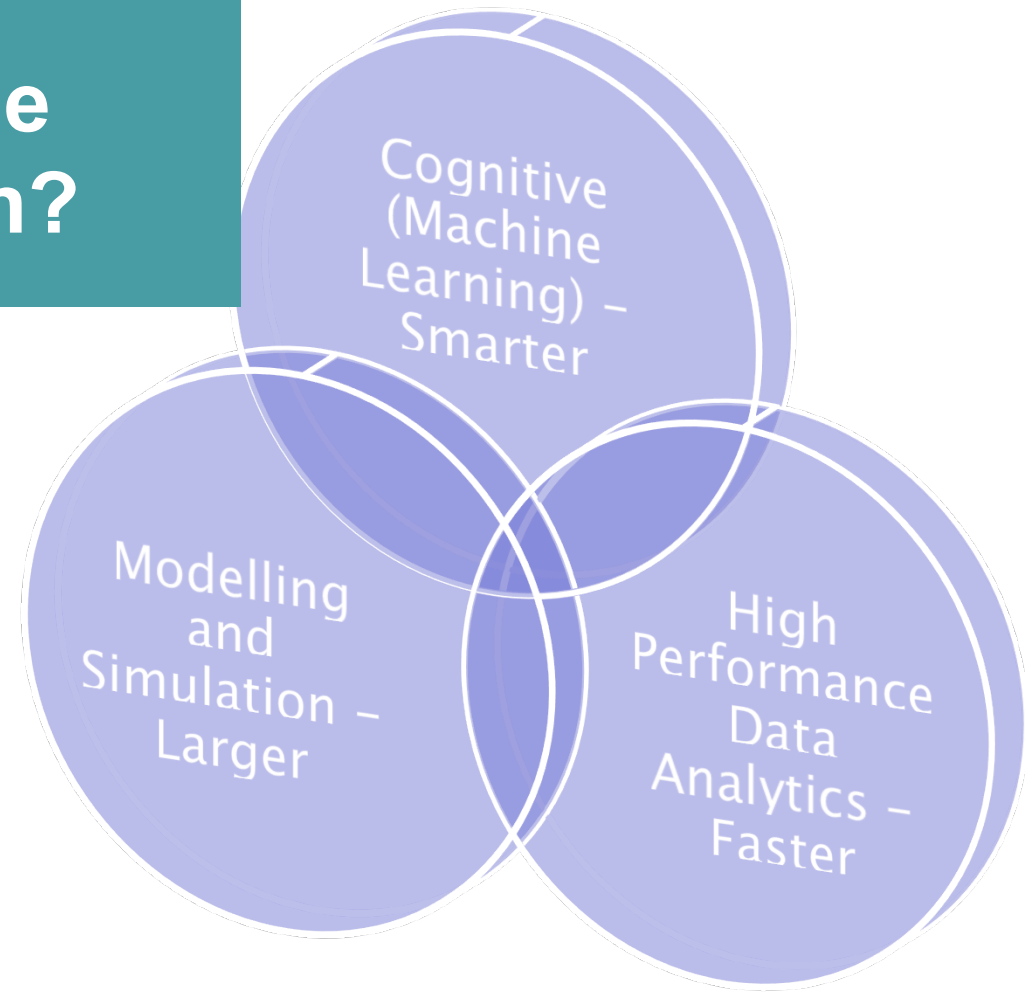 e
n?
Cognitive
(Machine
Learning) –
Smarter
Modelling
and
Simulation –
Larger
High
Performance
Data
Analytics –
Faster